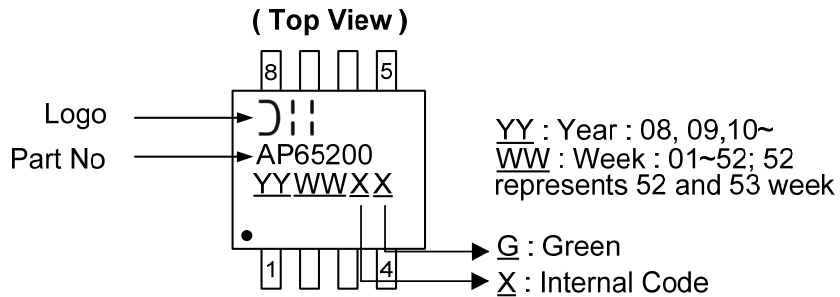 ( Top View )
8 5
Logo
Part No
AP65200
YYWWXX
1 4
YY : Year : 08, 09,10~
WW : Week : 01~52; 52
represents 52 and 53 week
G : Green
X : Internal Code